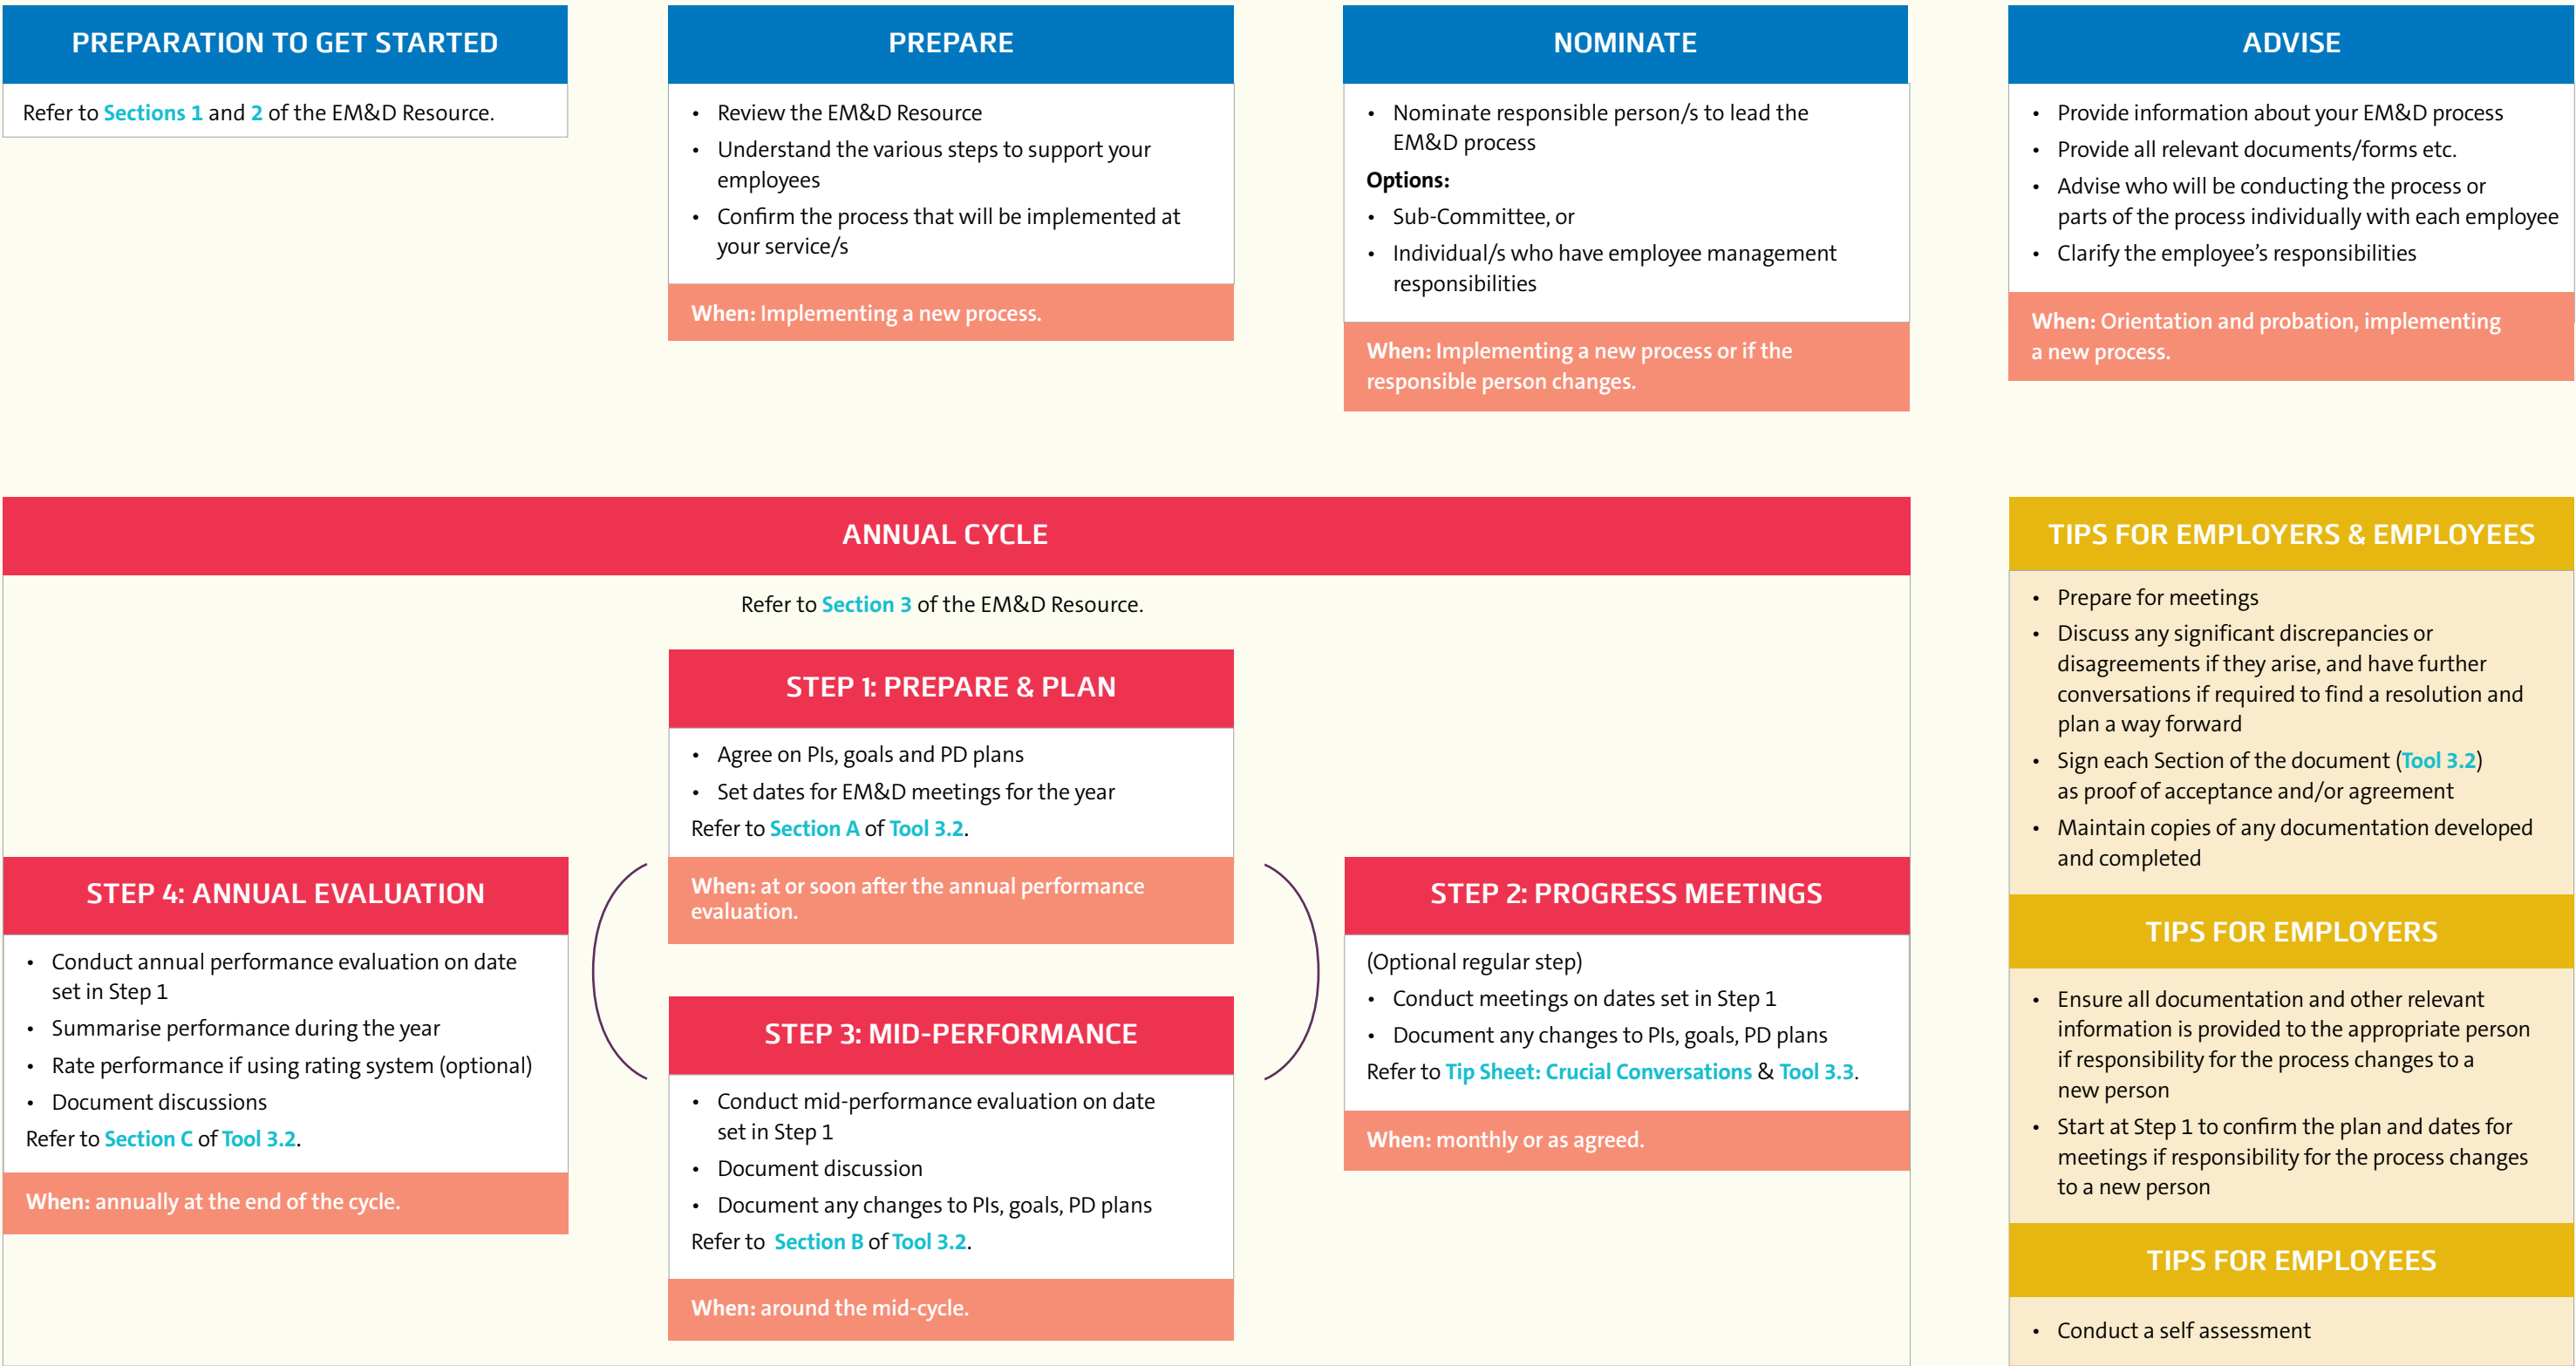 PREPARATION TO GET STARTED
Refer to Sections 1 and 2 of the EM&D Resource.
PREPARE
• Review the EM&D Resource
• Understand the various steps to support your
employees
• Confirm the process that will be implemented at
your service/s
When: Implementing a new process.
NOMINATE
• Nominate responsible person/s to lead the
EM&D process
Options:
• Sub-Committee, or
• Individual/s who have employee management
responsibilities
When: Implementing a new process or if the
responsible person changes.
ADVISE
• Provide information about your EM&D process
• Provide all relevant documents/forms etc.
• Advise who will be conducting the process or
parts of the process individually with each employee
• Clarify the employee’s responsibilities
When: Orientation and probation, implementing
a new process.
ANNUAL CYCLE
Refer to Section 3 of the EM&D Resource.
STEP 1: PREPARE & PLAN
• Agree on PIs, goals and PD plans
• Set dates for EM&D meetings for the year
Refer to Section A of Tool 3.2.
When: at or soon after the annual performance
evaluation.
STEP 2: PROGRESS MEETINGS
(Optional regular step)
• Conduct meetings on dates set in Step 1
• Document any changes to PIs, goals, PD plans
Refer to Tip Sheet: Crucial Conversations & Tool 3.3.
When: monthly or as agreed.
STEP 3: MID-PERFORMANCE
• Conduct mid-performance evaluation on date
set in Step 1
• Document discussion
• Document any changes to PIs, goals, PD plans
Refer to Section B of Tool 3.2.
When: around the mid-cycle.
STEP 4: ANNUAL EVALUATION
• Conduct annual performance evaluation on date
set in Step 1
• Summarise performance during the year
• Rate performance if using rating system (optional)
• Document discussions
Refer to Section C of Tool 3.2.
When: annually at the end of the cycle.
TIPS FOR EMPLOYERS & EMPLOYEES
• Prepare for meetings
• Discuss any significant discrepancies or
disagreements if they arise, and have further
conversations if required to find a resolution and
plan a way forward
• Sign each Section of the document (Tool 3.2)
as proof of acceptance and/or agreement
• Maintain copies of any documentation developed
and completed
TIPS FOR EMPLOYERS
• Ensure all documentation and other relevant
information is provided to the appropriate person
if responsibility for the process changes to a
new person
• Start at Step 1 to confirm the plan and dates for
meetings if responsibility for the process changes
to a new person
TIPS FOR EMPLOYEES
• Conduct a self assessment